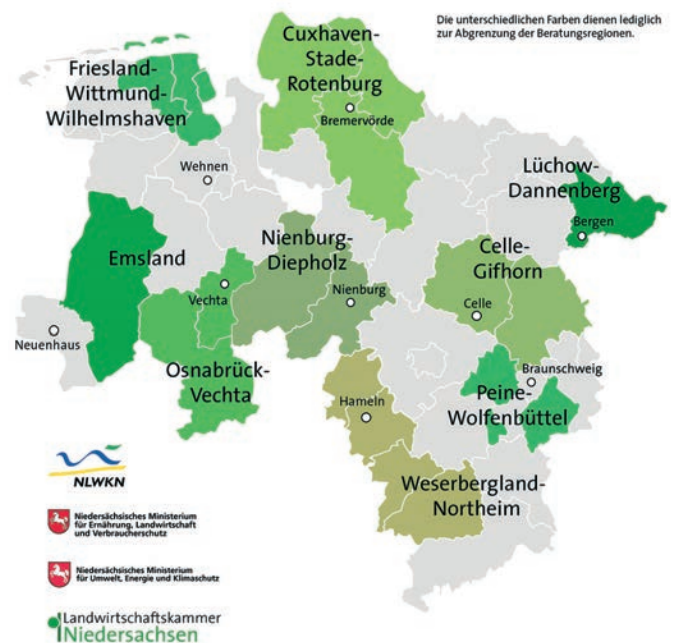 Die unterschiedlichen Farben dienen lediglich
zur Abgrenzung der Beratungsregionen.
Cuxhaven-
Stade-
Rotenburg
Bremervörde
Friesland-
Wittmund-
Wilhelmshaven
Wehnen
Lüchow-
Dannenberg
Bergen
Emsland
Nienburg-
Diepholz
Nienburg
Celle-
Gifhorn
Celle
Vechta
Neuenhaus
Osnabrück-
Vechta
Braunschweig
Peine-
Wolfenbüttel
Hameln
Weserbergland-
Northeim
NLWKN
Niedersächsisches Ministerium
für Ernährung, Landwirtschaft
und Verbraucherschutz
Niedersächsisches Ministerium
für Umwelt, Energie und Klimaschutz
Landwirtschaftskammer
Niedersachsen